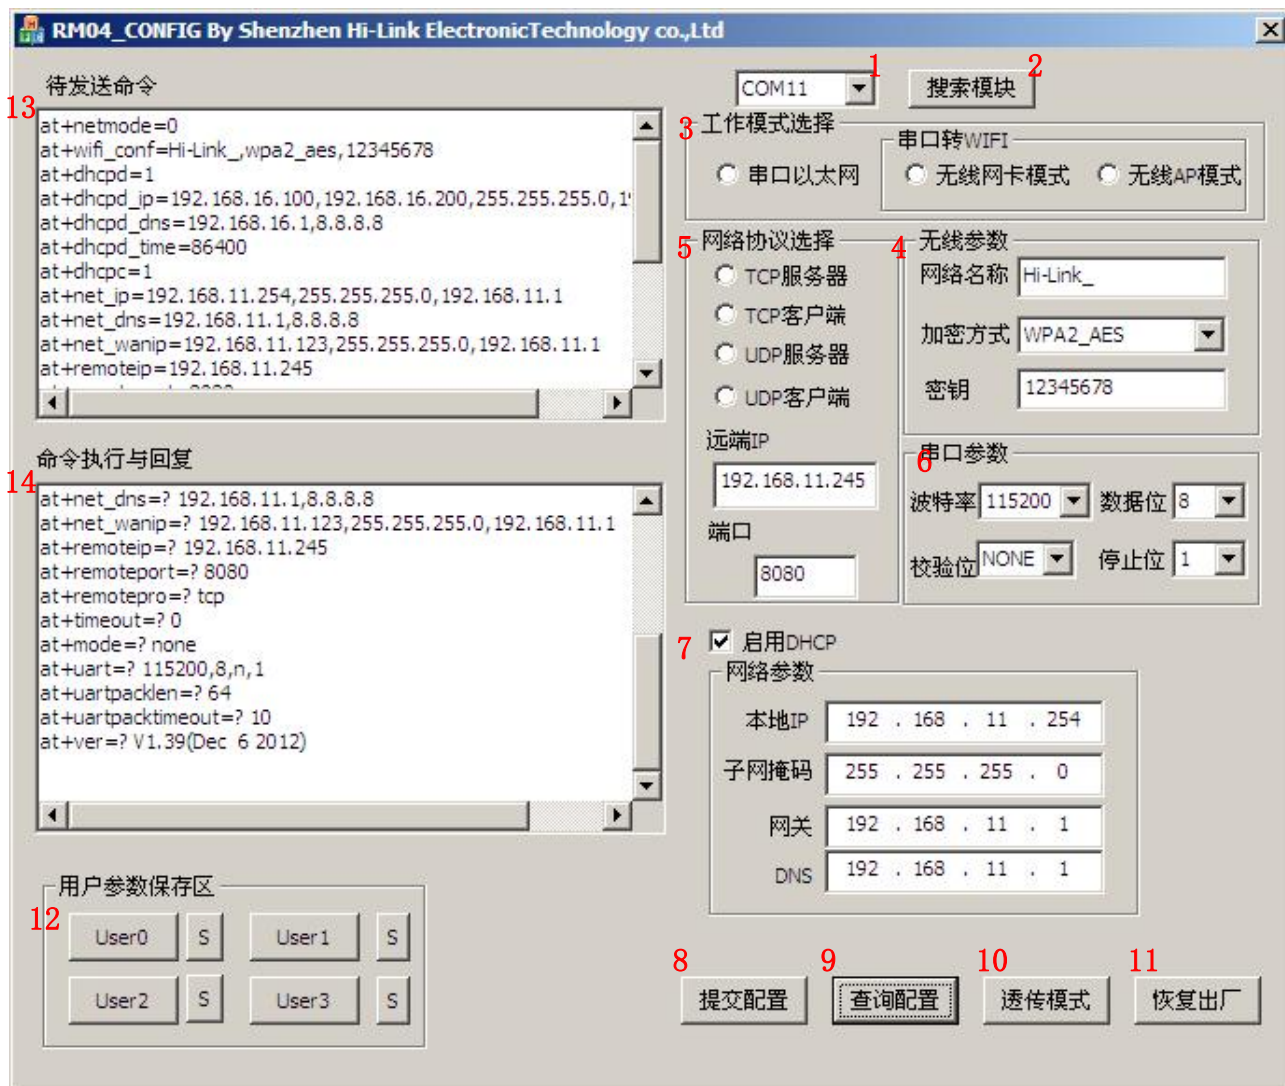 RM04_CONFIG By Shenzhen Hi-Link ElectronicTechnology co.,Ltd
待发送命令
13
at+netmode=0
at+wifi_conf=Hi-Link_,wpa2_aes,12345678
at+dhcpd=1
at+dhcpd_ip=192.168.16.100,192.168.16.200,255.255.255.0,1
at+dhcpd_dns=192.168.16.1,8.8.8.8
at+dhcpd_time=86400
at+dhcpc=1
at+net_ip=192.168.11.254,255.255.255.0,192.168.11.1
at+net_dns=192.168.11.1,8.8.8.8
at+net_wanip=192.168.11.123,255.255.255.0,192.168.11.1
at+remoteip=192.168.11.245
命令执行与回复
14
at+net_dns=? 192.168.11.1,8.8.8.8
at+net_wanip=? 192.168.11.123,255.255.255.0,192.168.11.1
at+remoteip=? 192.168.11.245
at+remoteport=? 8080
at+remotepro=? tcp
at+timeout=? 0
at+mode=? none
at+uart=? 115200,8,n,1
at+uartpacklen=? 64
at+uartpacktimeout=? 10
at+ver=? V1.39(Dec  6 2012)
用户参数保存区
12
User0 S User1 S
User2 S User3 S
COM11 1 搜索模块 2
3 工作模式选择
串口转WIFI
串口以太网 无线网卡模式 无线AP模式
5 网络协议选择
TCP服务器
TCP客户端
UDP服务器
UDP客户端
远端IP
192.168.11.245
端口
8080
4 无线参数
网络名称 Hi-Link_
加密方式 WPA2_AES
密钥 12345678
6 串口参数
波特率 115200 数据位 8
校验位 NONE 停止位 1
7 启用DHCP
网络参数
本地IP 192 . 168 . 11 . 254
子网掩码 255 . 255 . 255 . 0
网关 192 . 168 . 11 . 1
DNS 192 . 168 . 11 . 1
8 9 10 11
提交配置 查询配置 透传模式 恢复出厂